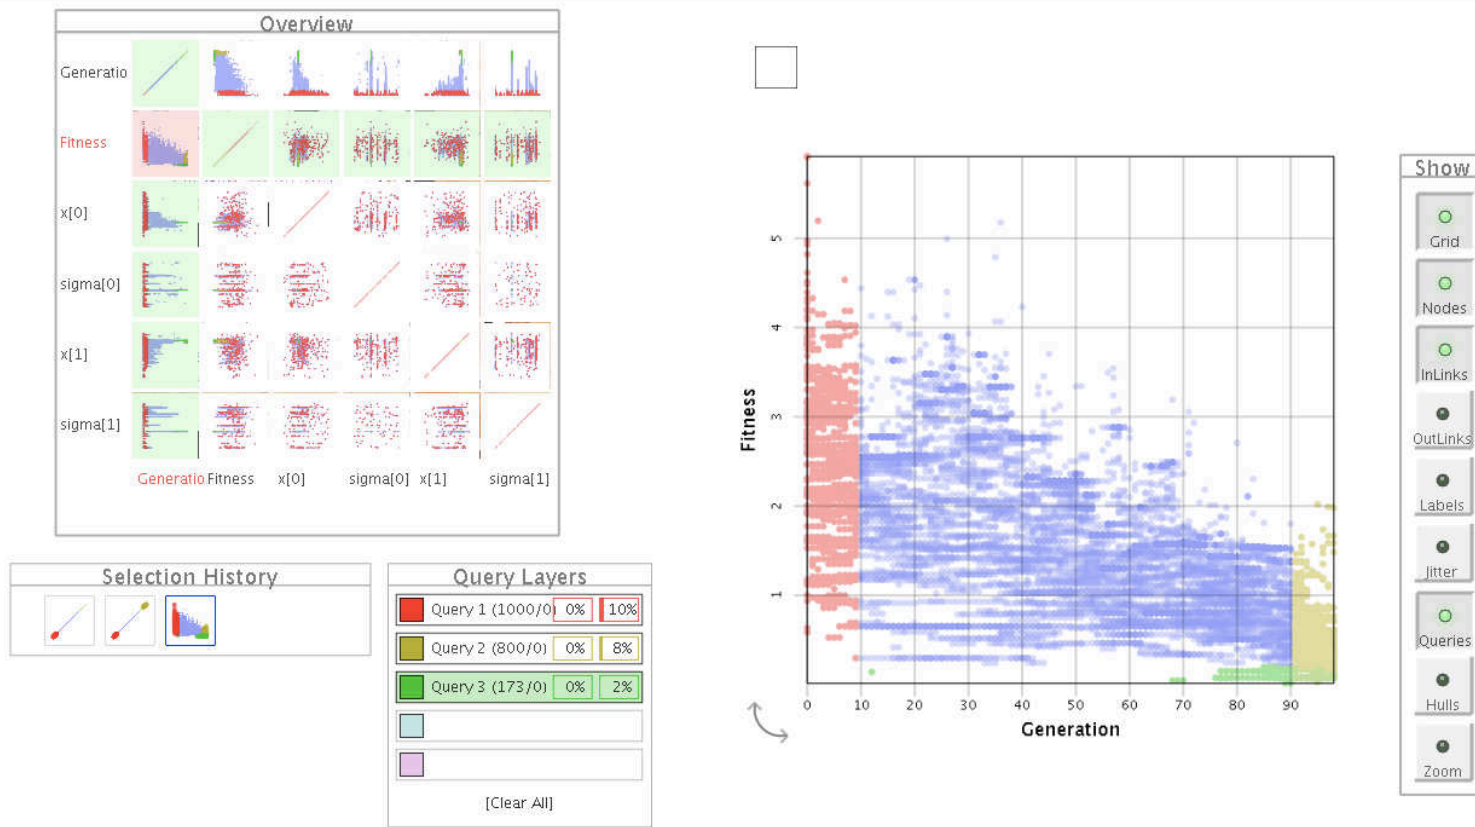 Overview
Generatio
Fitness
x[0]
sigma[0]
x[1]
sigma[1]
Generatio Fitness x[0] sigma[0] x[1] sigma[1]
Selection History
Query Layers
Query 1 (1000/0) 0% 10%
Query 2 (800/0) 0% 8%
Query 3 (173/0) 0% 2%
[Clear All]
Fitness
5
4
3
2
1
0 10 20 30 40 50 60 70 80 90
Generation
Show
Grid
Nodes
InLinks
OutLinks
Labels
Jitter
Queries
Hulls
Zoom